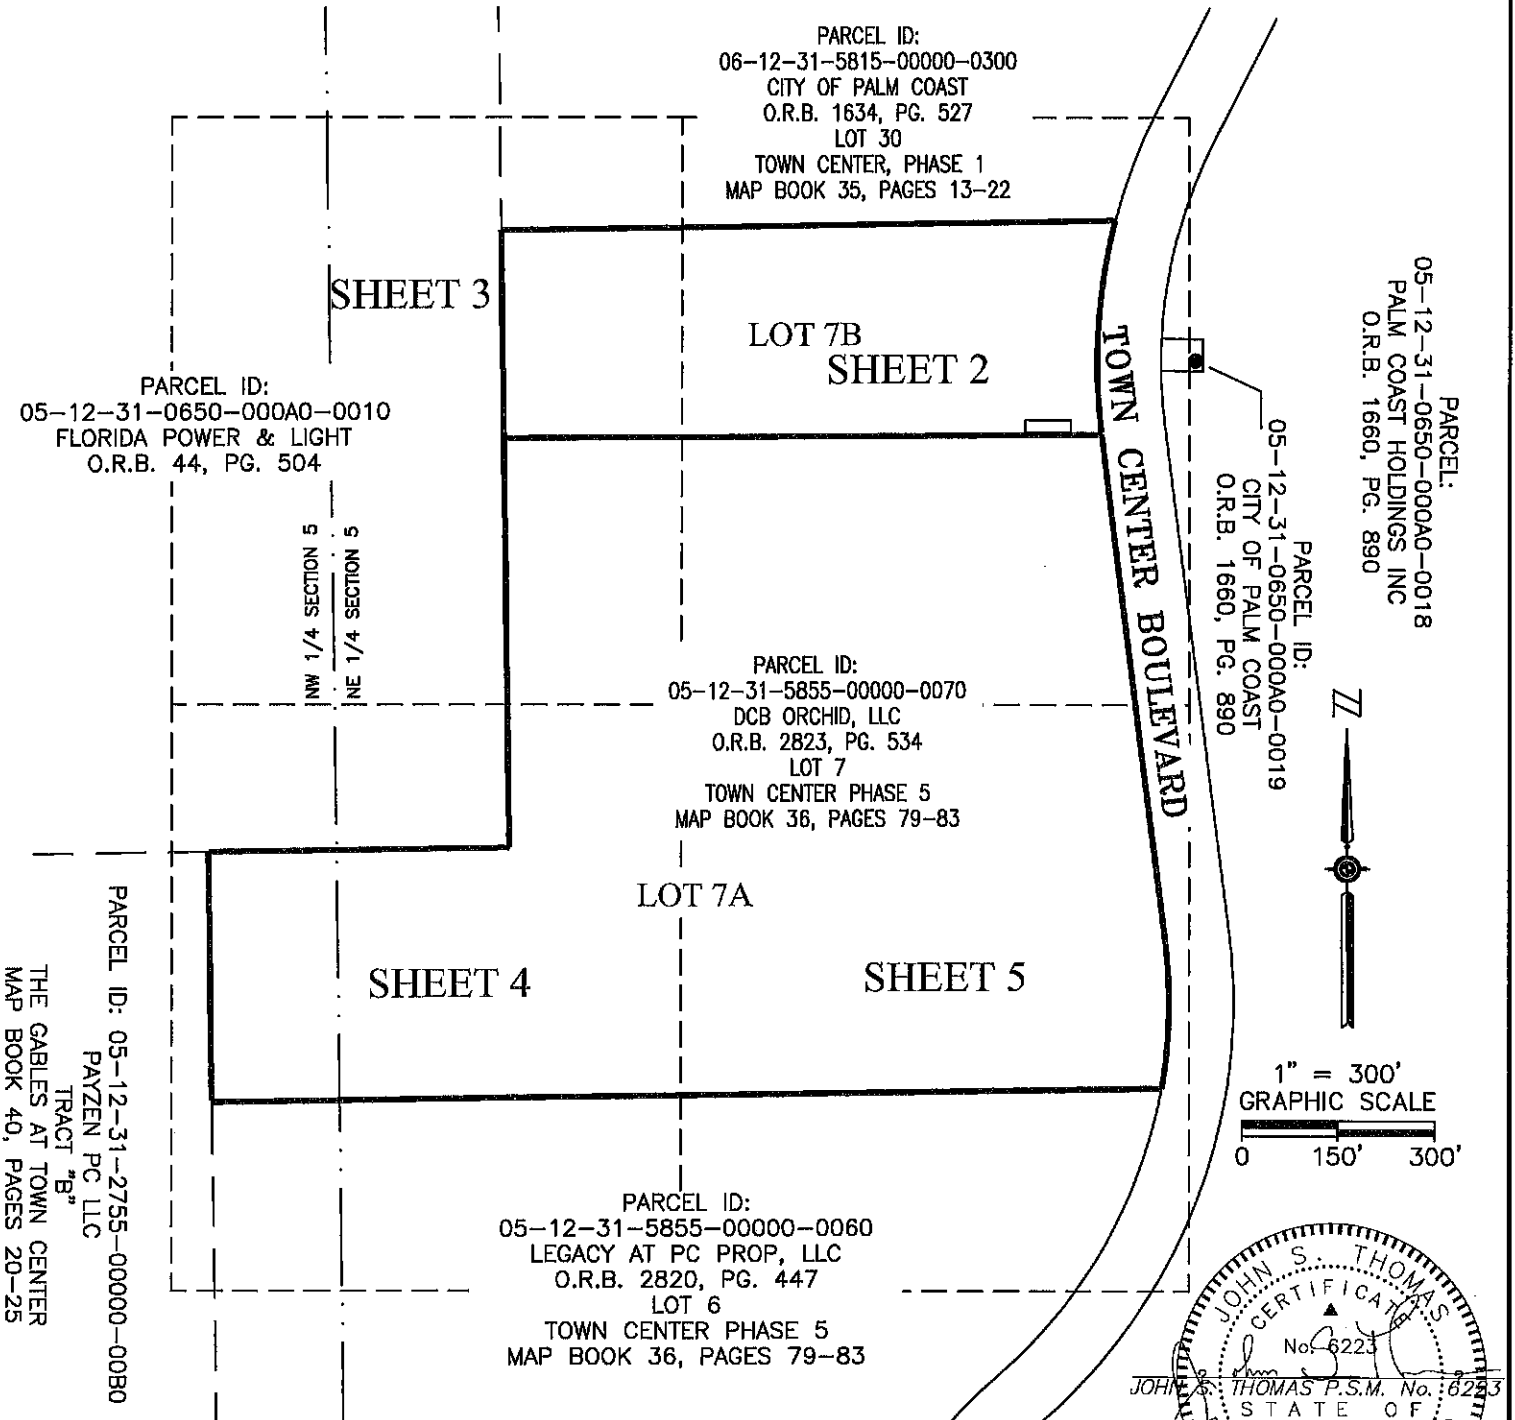 PARCEL ID:
06-12-31-5815-00000-0300
CITY OF PALM COAST
O.R.B. 1634, PG. 527
LOT 30
TOWN CENTER, PHASE 1
MAP BOOK 35, PAGES 13-22
SHEET 3
LOT 7B
SHEET 2
PARCEL ID:
05-12-31-0650-000A0-0010
FLORIDA POWER & LIGHT
O.R.B. 44, PG. 504
NW 1/4 SECTION 5
NE 1/4 SECTION 5
TOWN CENTER BOULEVARD
PARCEL:
05-12-31-0650-000A0-0018
PALM COAST HOLDINGS INC
O.R.B. 1660, PG. 890
PARCEL ID:
05-12-31-0650-000A0-0019
CITY OF PALM COAST
O.R.B. 1660, PG. 890
PARCEL ID:
05-12-31-5855-00000-0070
DCB ORCHID, LLC
O.R.B. 2823, PG. 534
LOT 7
TOWN CENTER PHASE 5
MAP BOOK 36, PAGES 79-83
N
LOT 7A
SHEET 4
SHEET 5
PARCEL ID: 05-12-31-2755-00000-00B0
PAYZEN PC LLC
TRACT "B"
THE GABLES AT TOWN CENTER
MAP BOOK 40, PAGES 20-25
1" = 300'
GRAPHIC SCALE
0 150' 300'
PARCEL ID:
05-12-31-5855-00000-0060
LEGACY AT PC PROP, LLC
O.R.B. 2820, PG. 447
LOT 6
TOWN CENTER PHASE 5
MAP BOOK 36, PAGES 79-83
JOHN S. THOMAS
CERTIFICATE
No. 6223
JOHN S. THOMAS P.S.M. No. 6223
STATE OF